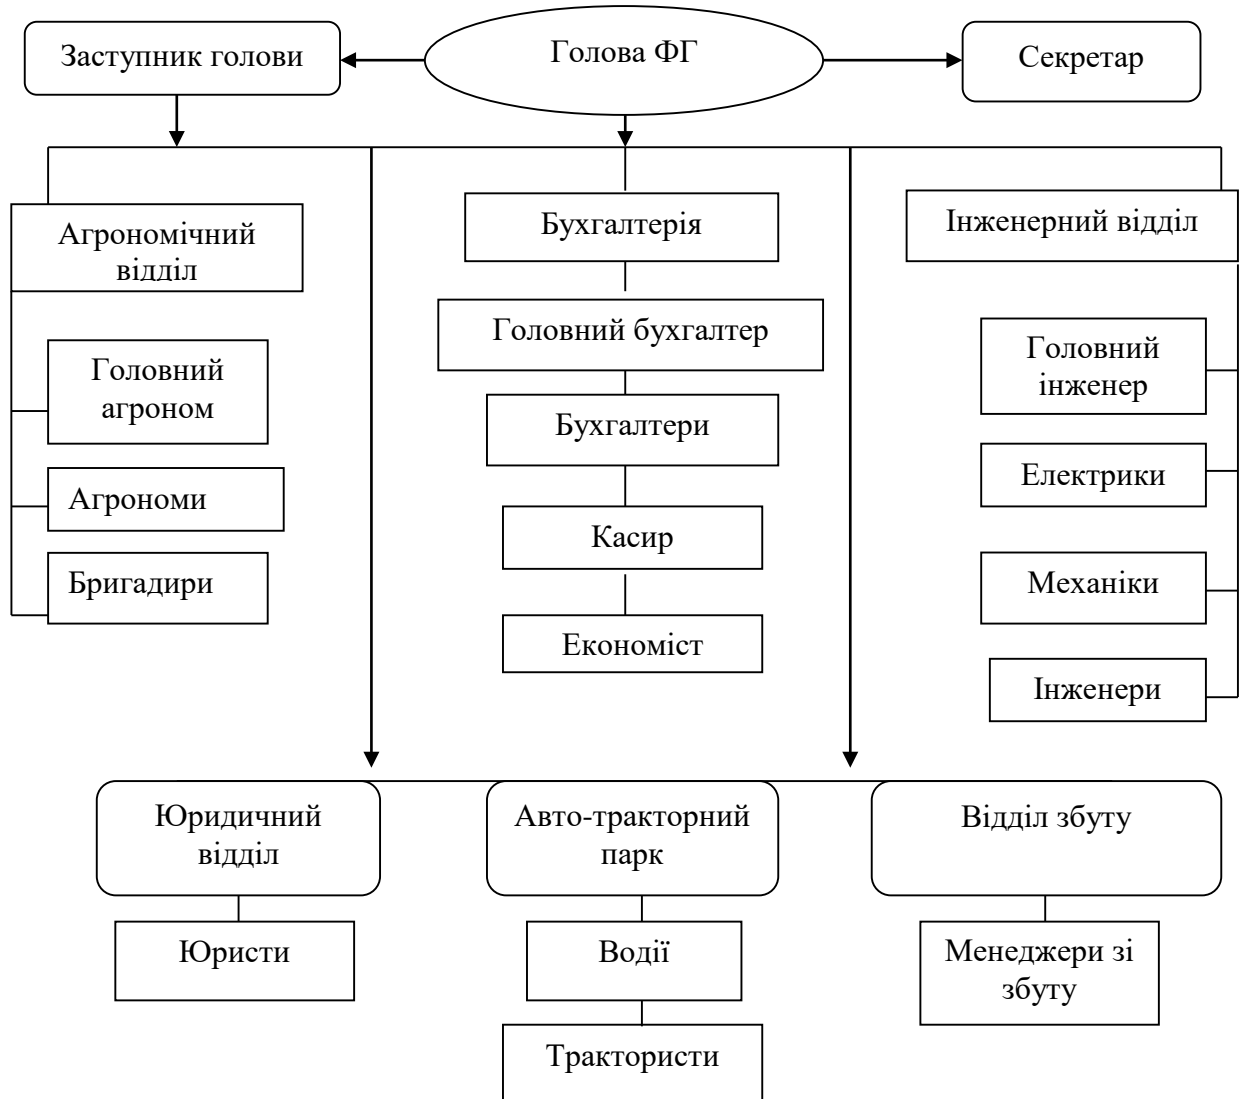 Заступник голови
Голова ФГ
Секретар
Агрономічний
відділ
Бухгалтерія
Інженерний відділ
Головний
агроном
Головний бухгалтер
Головний
інженер
Агрономи
Бухгалтери
Електрики
Бригадири
Касир
Механіки
Економіст
Інженери
Юридичний
відділ
Авто-тракторний
парк
Відділ збуту
Юристи
Водії
Менеджери зі
збуту
Трактористи